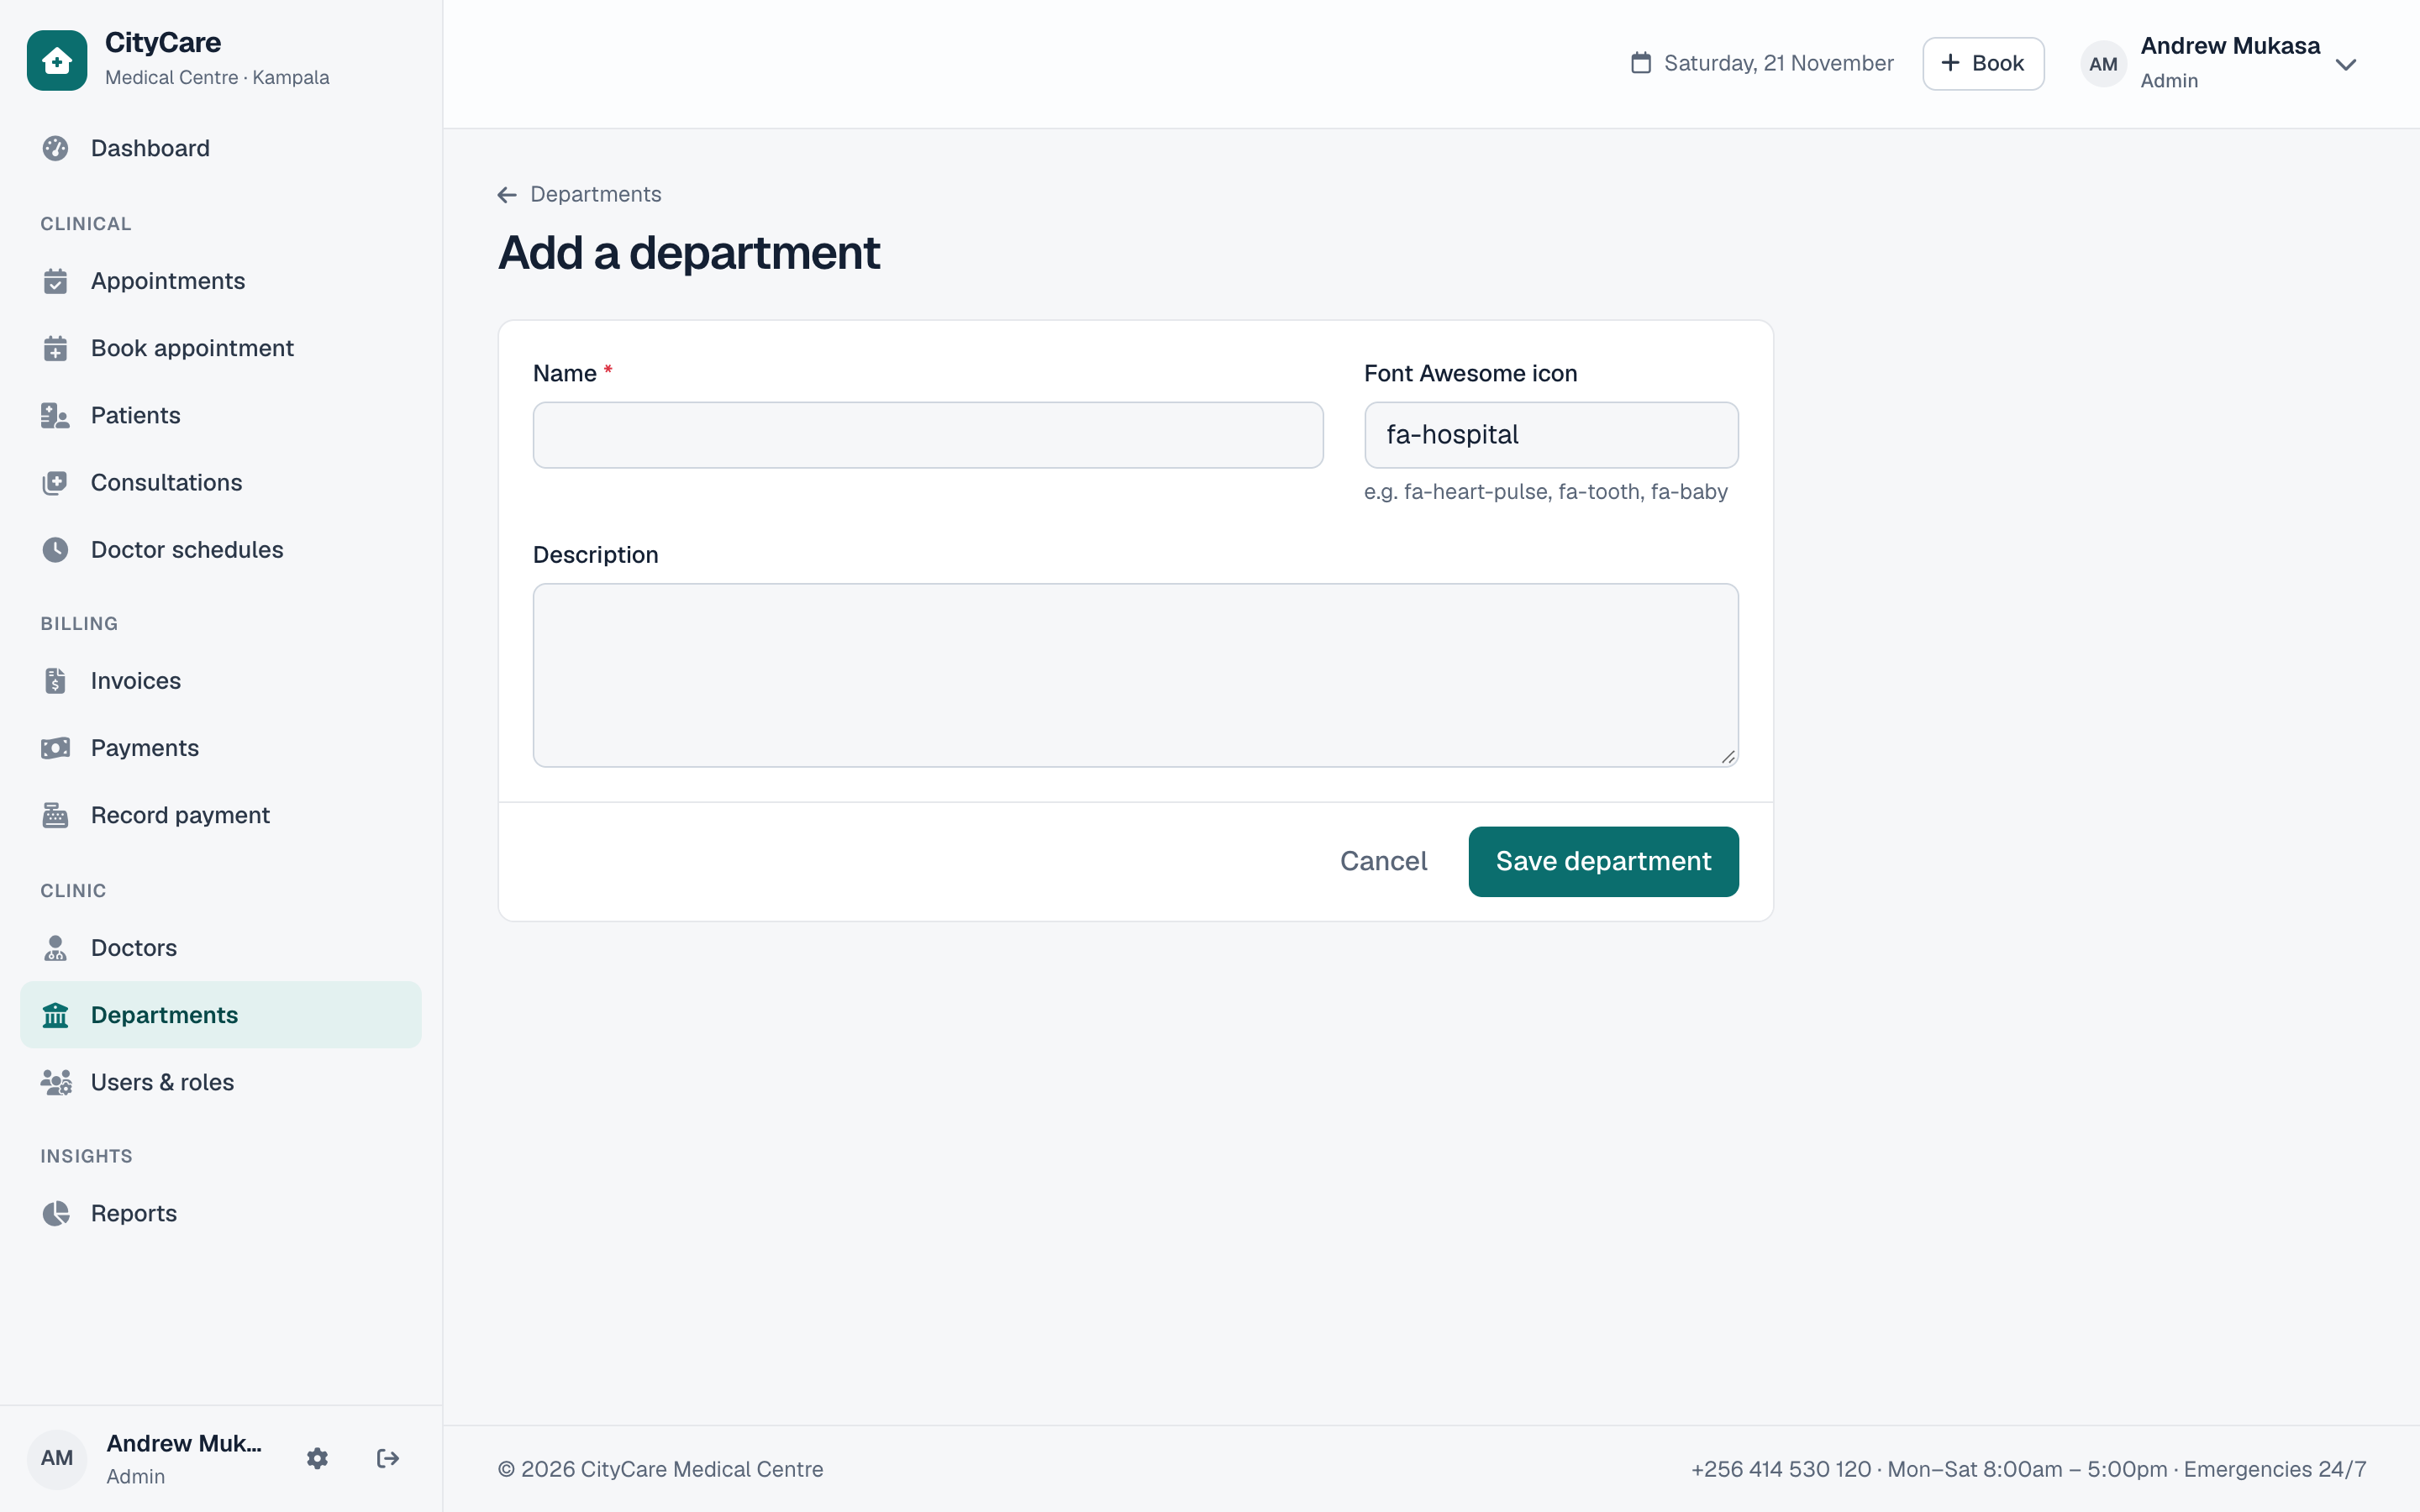 CityCare
Medical Centre · Kampala
Dashboard
CLINICAL
Appointments
Book appointment
Patients
Consultations
Doctor schedules
BILLING
Invoices
Payments
Record payment
CLINIC
Doctors
Departments
Users & roles
INSIGHTS
Reports
AM
Andrew Muk...
Admin
Saturday, 21 November
Book
AM
Andrew Mukasa
Admin
Departments
Add a department
Name *
Font Awesome icon
fa-hospital
e.g. fa-heart-pulse, fa-tooth, fa-baby
Description
Cancel
Save department
© 2026 CityCare Medical Centre
+256 414 530 120 · Mon–Sat 8:00am – 5:00pm · Emergencies 24/7